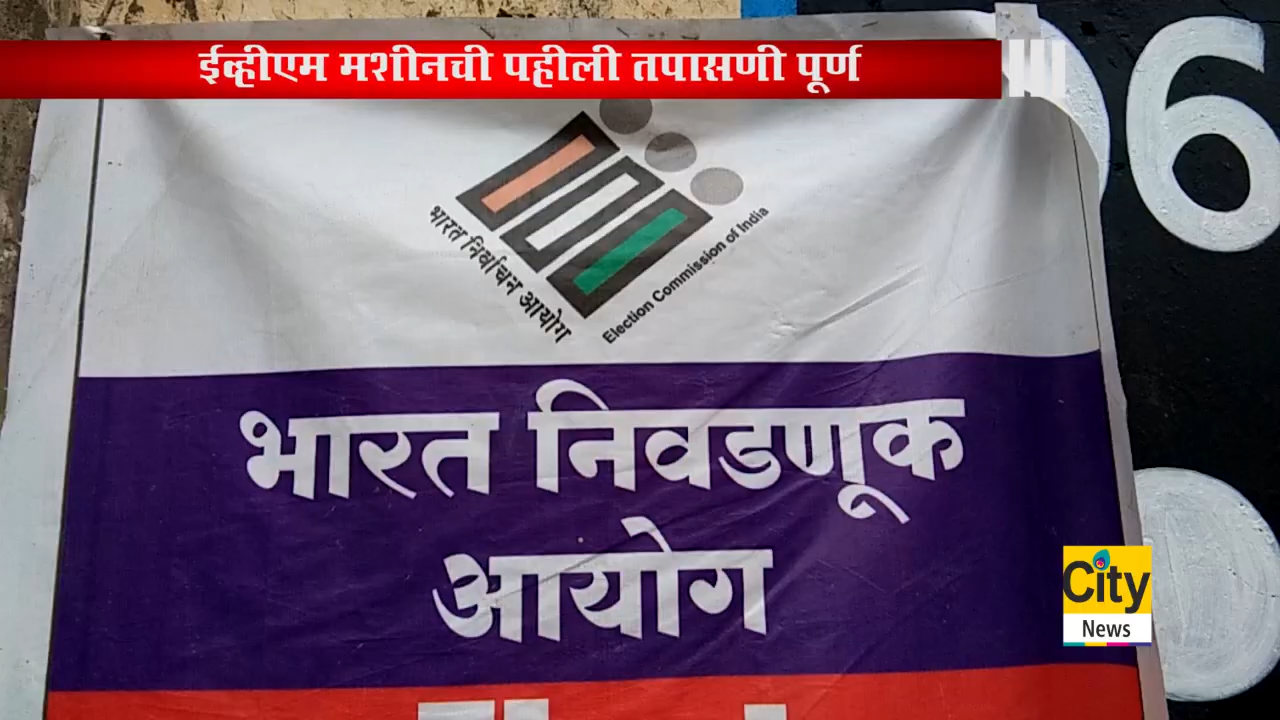 ईव्हीएम मशीनची पहीली तपासणी पूर्ण
6
भारत निर्वाचन आयोग
Election Commission of India
भारत निवडणूक
आयोग
City
News